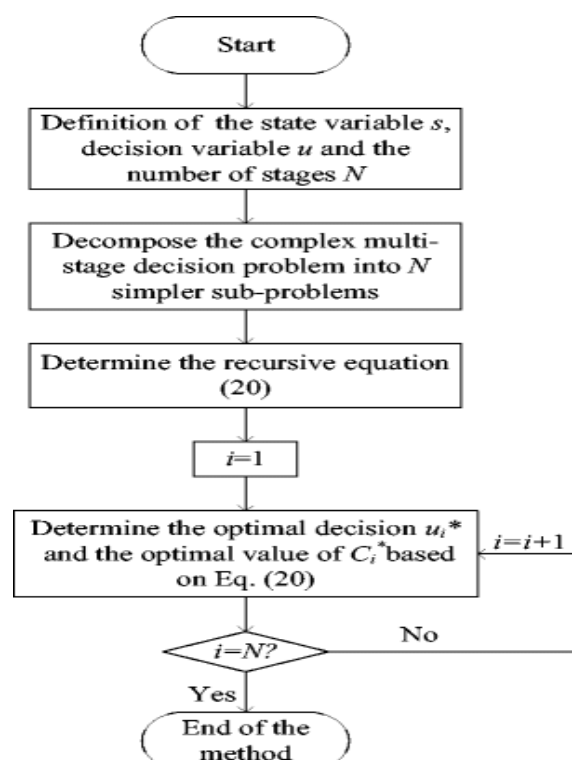 Start
Definition of the state variable s,
decision variable u and the
number of stages N
Decompose the complex multi-
stage decision problem into N
simpler sub-problems
Determine the recursive equation
(20)
i=1
Determine the optimal decision u_i*
and the optimal value of C_i* based
on Eq. (20)
i=i+1
i=N?
No
Yes
End of the
method